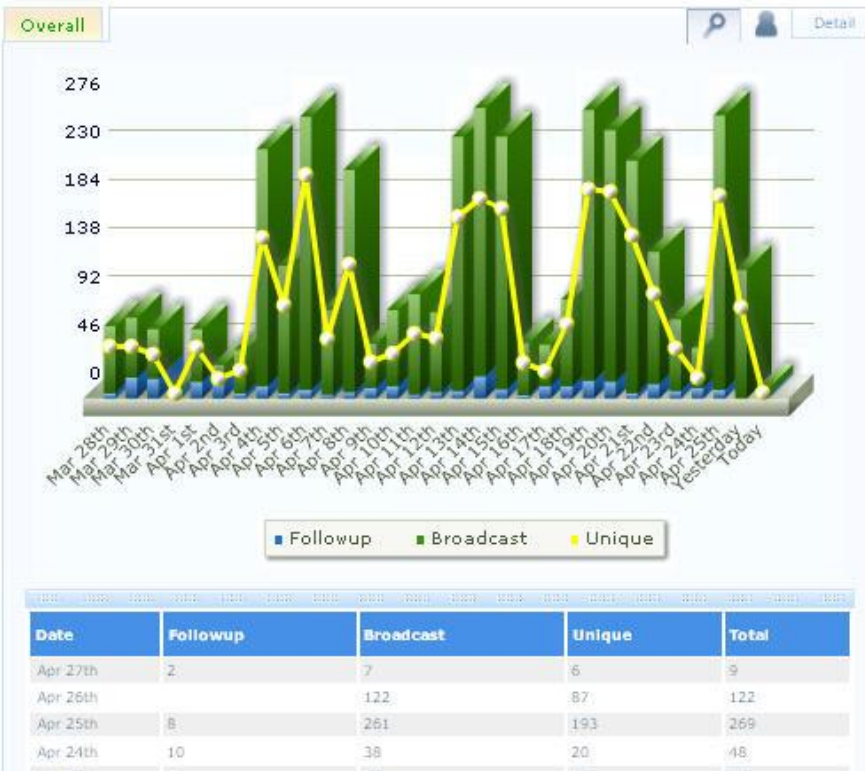 Overall
Detail
276
230
184
138
92
46
0
Mar 28th
Mar 29th
Mar 30th
Mar 31st
Apr 1st
Apr 2nd
Apr 3rd
Apr 4th
Apr 5th
Apr 6th
Apr 7th
Apr 8th
Apr 9th
Apr 10th
Apr 11th
Apr 12th
Apr 13th
Apr 14th
Apr 15th
Apr 16th
Apr 17th
Apr 18th
Apr 19th
Apr 20th
Apr 21st
Apr 22nd
Apr 23rd
Apr 24th
Apr 25th
Yesterday
Today
Followup Broadcast Unique
Date Followup Broadcast Unique Total
Apr 27th 2 7 6 9
Apr 26th 122 87 122
Apr 25th 8 261 193 269
Apr 24th 10 38 20 48